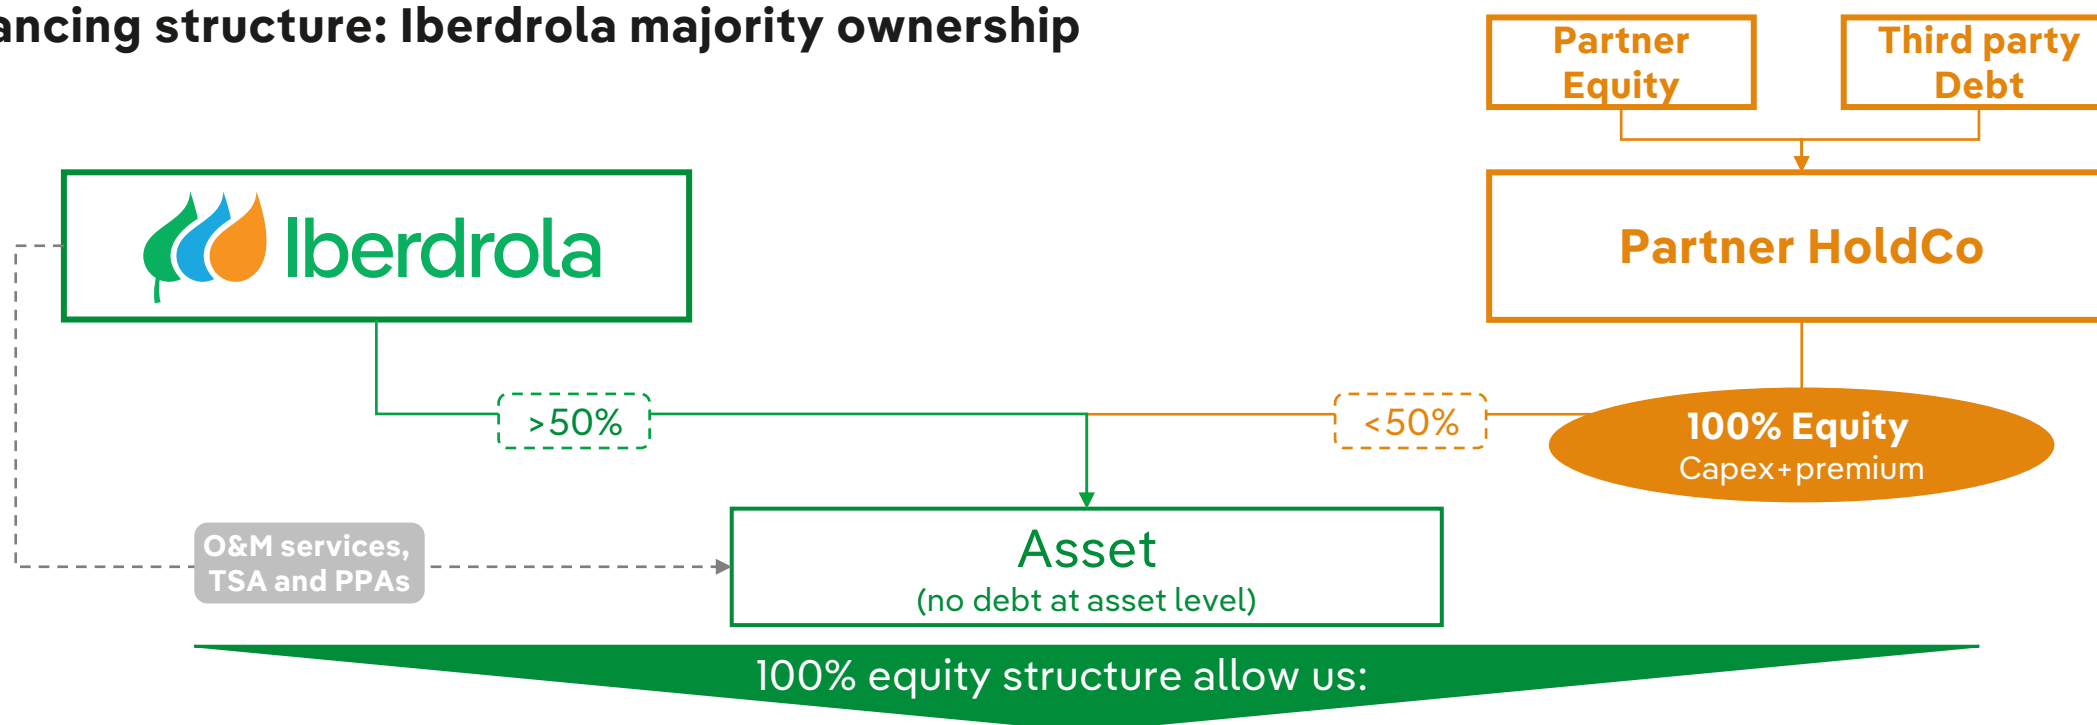 ancing structure: Iberdrola majority ownership
Partner
Equity
Third party
Debt
Iberdrola
Partner HoldCo
>50%
<50%
100% Equity
Capex+premium
O&M services,
TSA and PPAs
Asset
(no debt at asset level)
100% equity structure allow us: